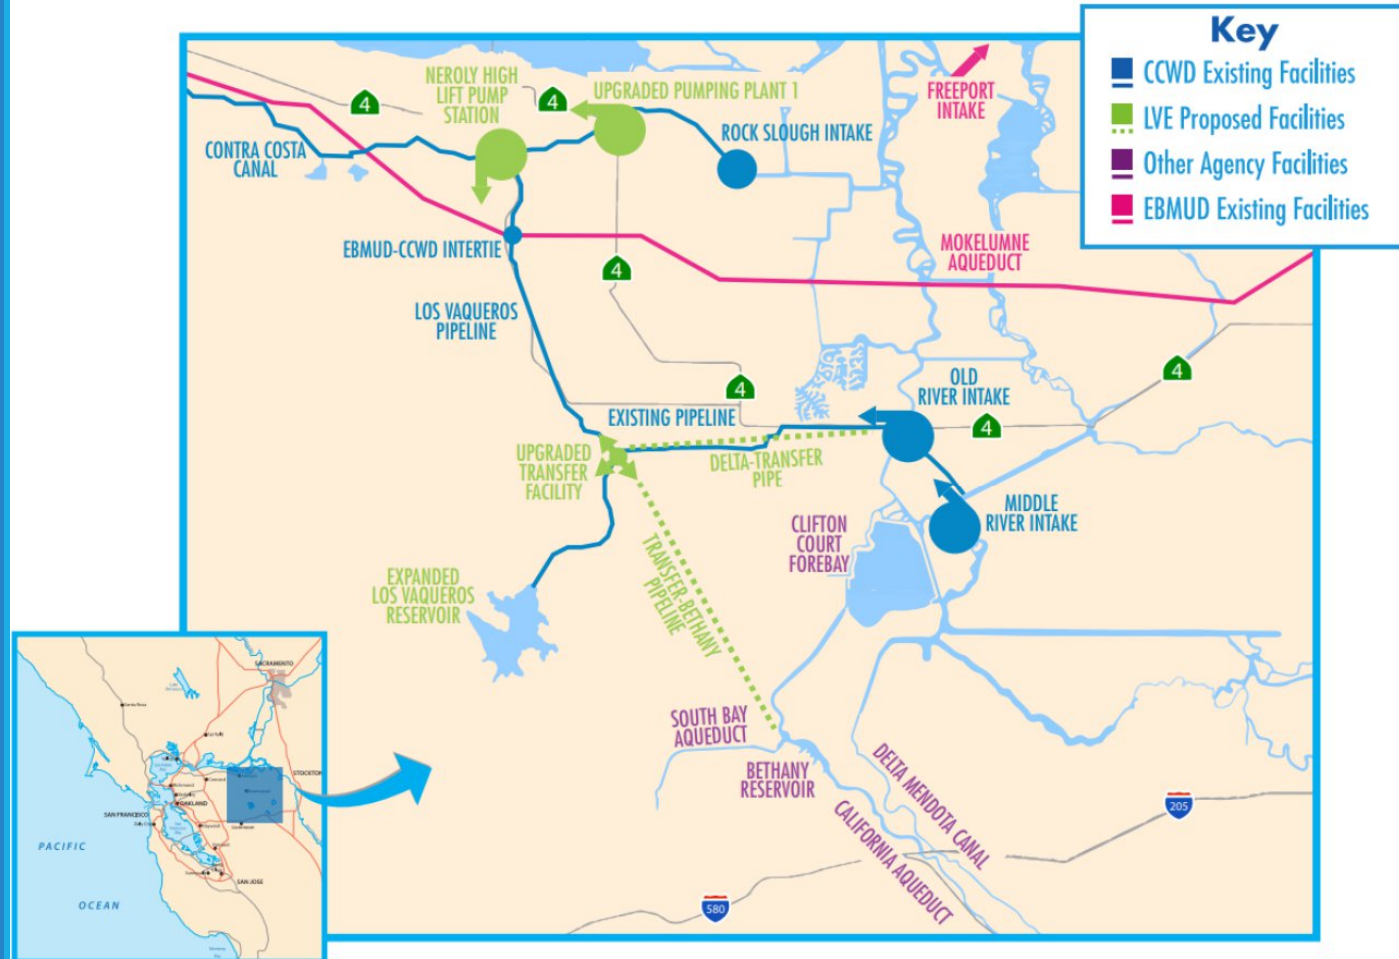 Key
CCWD Existing Facilities
LVE Proposed Facilities
Other Agency Facilities
EBMUD Existing Facilities
NEROLY HIGH
LIFT PUMP
STATION
4
4
UPGRADED PUMPING PLANT 1
FREEPORT
INTAKE
ROCK SLOUGH INTAKE
CONTRA COSTA
CANAL
EBMUD-CCWD INTERTIE
4
MOKELUMNE
AQUEDUCT
LOS VAQUEROS
PIPELINE
4
4
OLD
RIVER INTAKE
4
EXISTING PIPELINE
UPGRADED
TRANSFER
FACILITY
DELTA-TRANSFER
PIPE
MIDDLE
RIVER INTAKE
CLIFTON
COURT
FOREBAY
TRANSFER-BETHANY
PIPELINE
EXPANDED
LOS VAQUEROS
RESERVOIR
SOUTH BAY
AQUEDUCT
BETHANY
RESERVOIR
DELTA MENDOTA CANAL
CALIFORNIA AQUEDUCT
205
580
SACRAMENTO
Santa Rosa
STOCKTON
OAKLAND
SAN FRANCISCO
SAN JOSE
PACIFIC
OCEAN